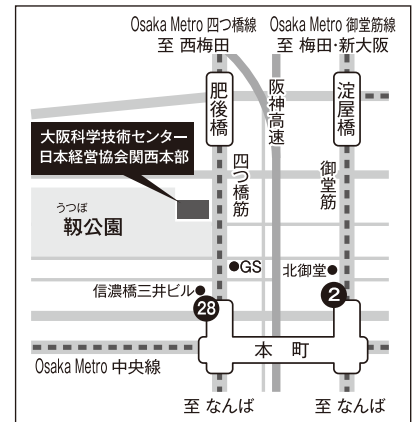 Osaka Metro 四つ橋線
至 西梅田
Osaka Metro 御堂筋線
至 梅田・新大阪
肥後橋
阪神高速
淀屋橋
大阪科学技術センター
日本経営協会関西本部
四つ橋筋
御堂筋
うつぼ
靱公園
GS
北御堂
信濃橋三井ビル
28
2
本町
Osaka Metro 中央線
至 なんば
至 なんば